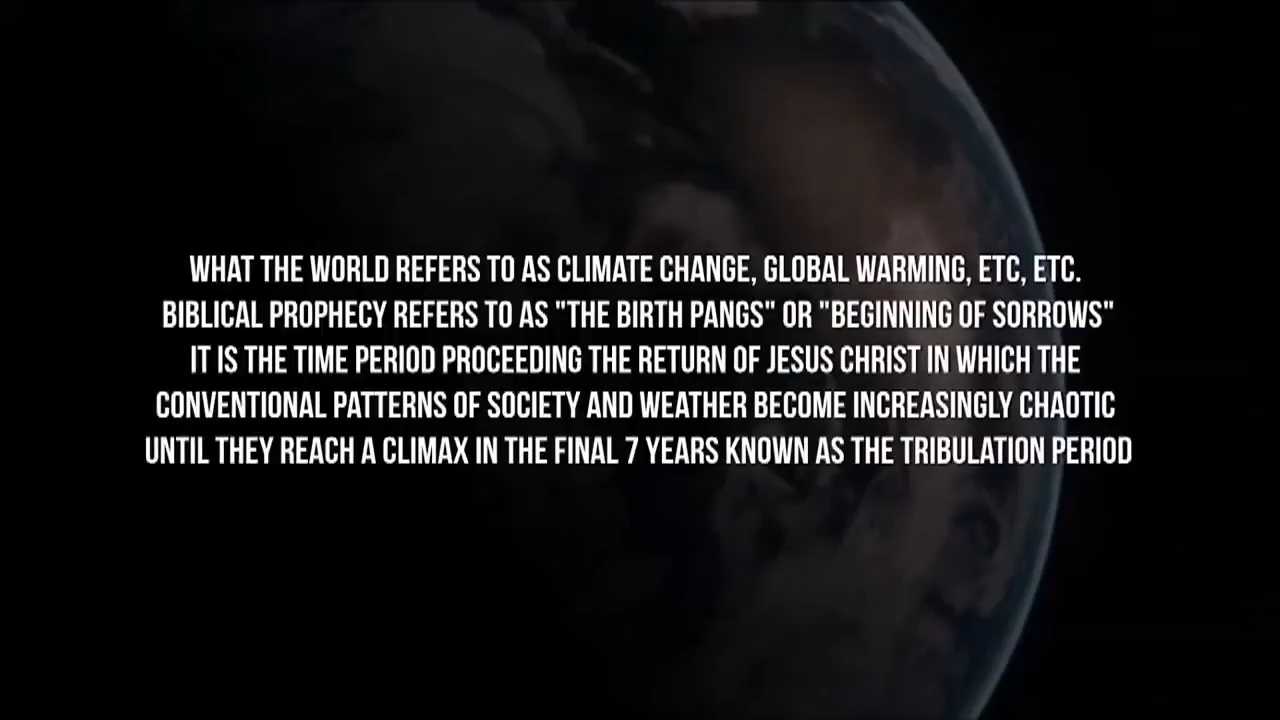 WHAT THE WORLD REFERS TO AS CLIMATE CHANGE, GLOBAL WARMING, ETC, ETC.
BIBLICAL PROPHECY REFERS TO AS "THE BIRTH PANGS" OR "BEGINNING OF SORROWS"
IT IS THE TIME PERIOD PROCEEDING THE RETURN OF JESUS CHRIST IN WHICH THE
CONVENTIONAL PATTERNS OF SOCIETY AND WEATHER BECOME INCREASINGLY CHAOTIC
UNTIL THEY REACH A CLIMAX IN THE FINAL 7 YEARS KNOWN AS THE TRIBULATION PERIOD